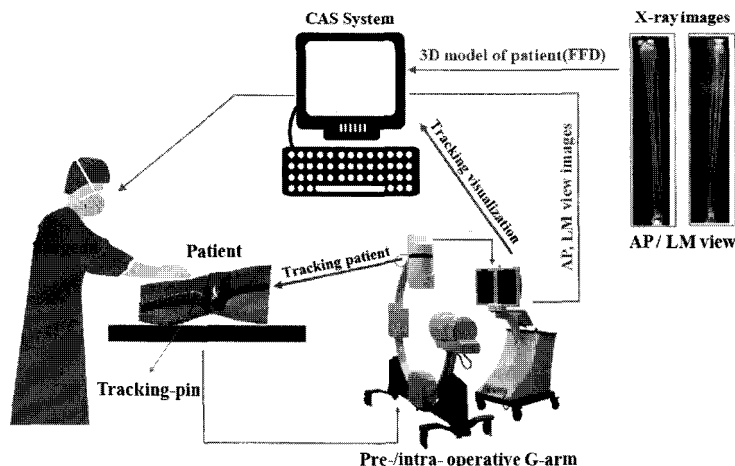 CAS System
X-ray images
3D model of patient(FFD)
Tracking visualization
AP, LM view images
AP / LM view
Patient
Tracking patient
Tracking-pin
Pre-/intra- operative G-arm